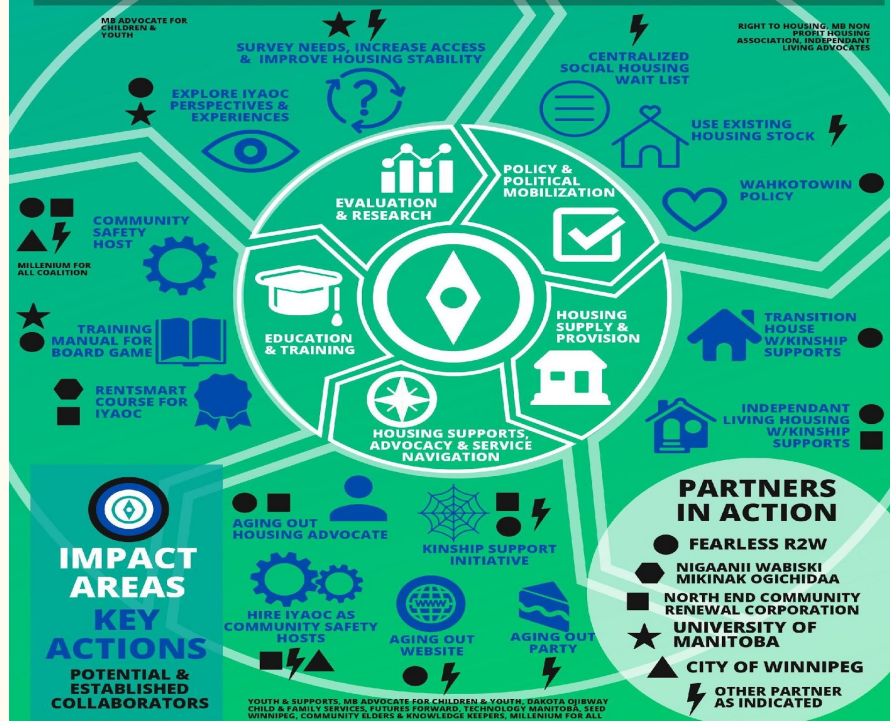 MB ADVOCATE FOR
CHILDREN &
YOUTH
SURVEY NEEDS, INCREASE ACCESS
& IMPROVE HOUSING STABILITY
EXPLORE IYAOC
PERSPECTIVES &
EXPERIENCES
?
CENTRALIZED
SOCIAL HOUSING
WAIT LIST
RIGHT TO HOUSING. MB NON
PROFIT HOUSING
ASSOCIATION, INDEPENDANT
LIVING ADVOCATES
USE EXISTING
HOUSING STOCK
WAHKOTOWIN
POLICY
EVALUATION
& RESEARCH
POLICY &
POLITICAL
MOBILIZATION
COMMUNITY
SAFETY
HOST
MILLENIUM FOR
ALL COALITION
TRAINING
MANUAL FOR
BOARD GAME
RENTSMART
COURSE FOR
IYAOC
EDUCATION
& TRAINING
HOUSING
SUPPLY &
PROVISION
TRANSITION
HOUSE
W/KINSHIP
SUPPORTS
INDEPENDANT
LIVING HOUSING
W/KINSHIP
SUPPORTS
HOUSING SUPPORTS,
ADVOCACY & SERVICE
NAVIGATION
AGING OUT
HOUSING ADVOCATE
KINSHIP SUPPORT
INITIATIVE
HIRE IYAOC AS
COMMUNITY SAFETY
HOSTS
WWW
AGING OUT
WEBSITE
AGING OUT
PARTY
YOUTH & SUPPORTS, MB ADVOCATE FOR CHILDREN & YOUTH, DAKOTA OJIBWAY
CHILD & FAMILY SERVICES, FUTURES FORWARD, TECHNOLOGY MANITOBA, SEED
WINNIPEG, COMMUNITY ELDERS & KNOWLEDGE KEEPERS, MILLENIUM FOR ALL
IMPACT
AREAS
KEY
ACTIONS
POTENTIAL &
ESTABLISHED
COLLABORATORS
PARTNERS
IN ACTION
FEARLESS R2W
NIGAANII WABISKI
MIKINAK OGICHIDAA
NORTH END COMMUNITY
RENEWAL CORPORATION
UNIVERSITY OF
MANITOBA
CITY OF WINNIPEG
OTHER PARTNER
AS INDICATED